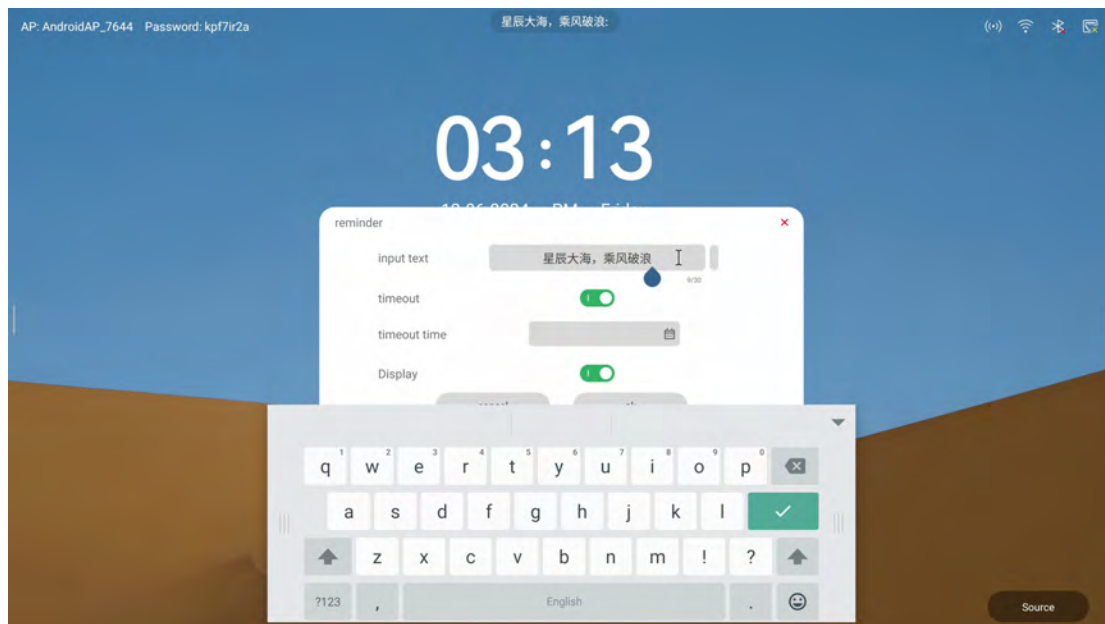 AP: AndroidAP_7644 Password: kpf7ir2a
星辰大海，乘风破浪:
03:13
reminder
input text 星辰大海，乘风破浪
9/30
timeout
timeout time
Display
q 1 w 2 e 3 r 4 t 5 y 6 u 7 i 8 o 9 p 0
a s d f g h j k l
z x c v b n m ! ?
?123 , English .
Source